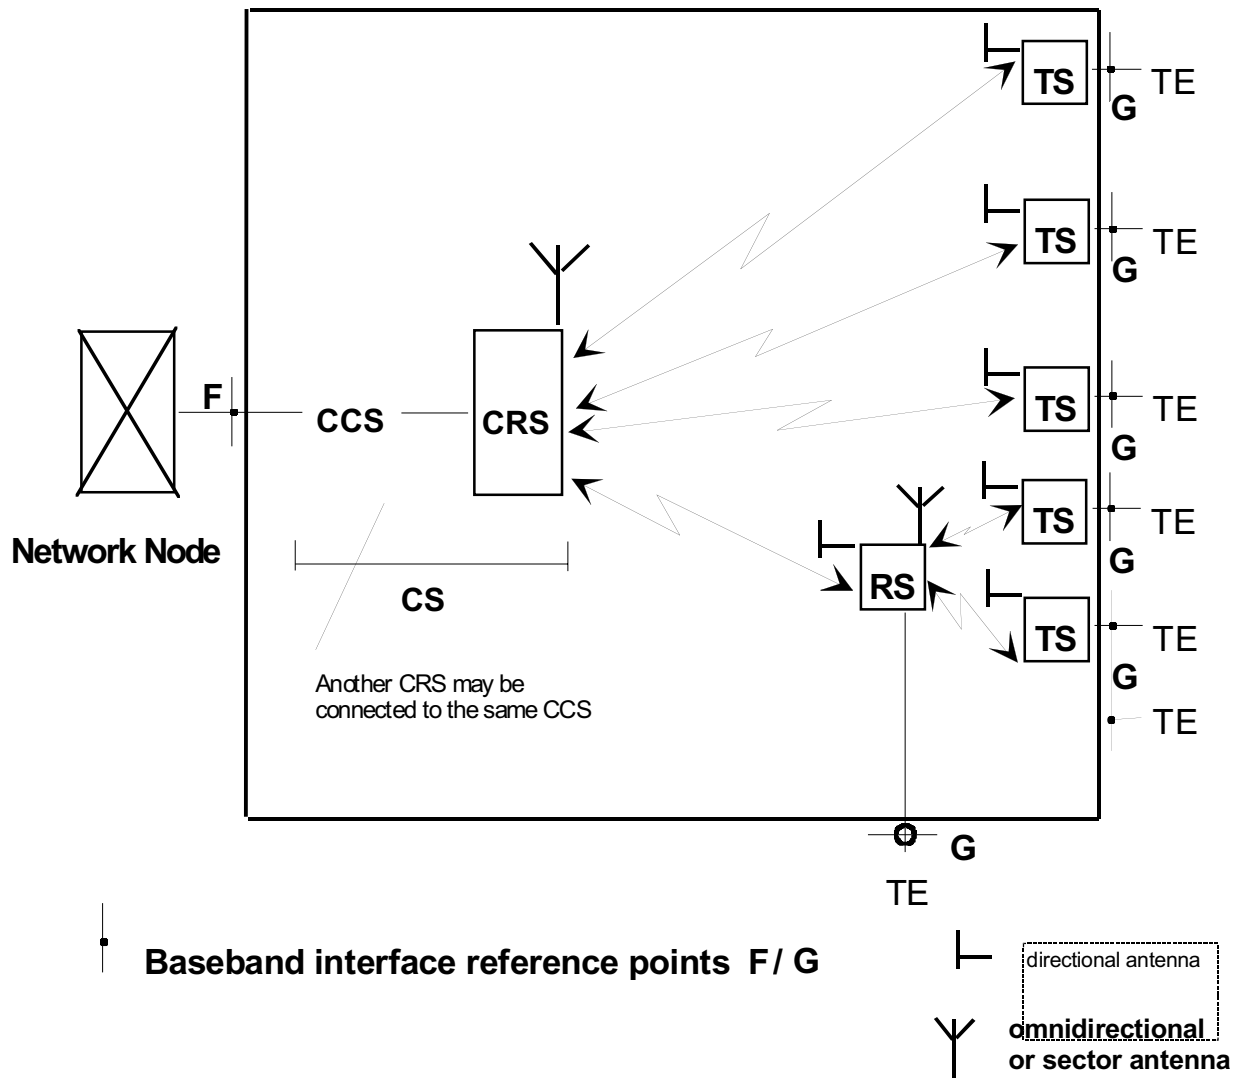 TS
TE
G
TS
TE
G
F
CCS
CRS
TS
TE
G
TS
TE
Network Node
G
RS
CS
TS
TE
G
Another CRS may be
connected to the same CCS
TE
G
TE
Baseband interface reference points F / G
directional antenna
omnidirectional
or sector antenna